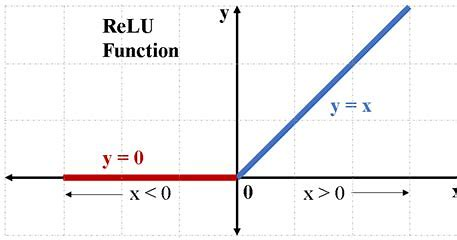 ReLU
Function
y
y = x
y = 0
0
x
x < 0
x > 0